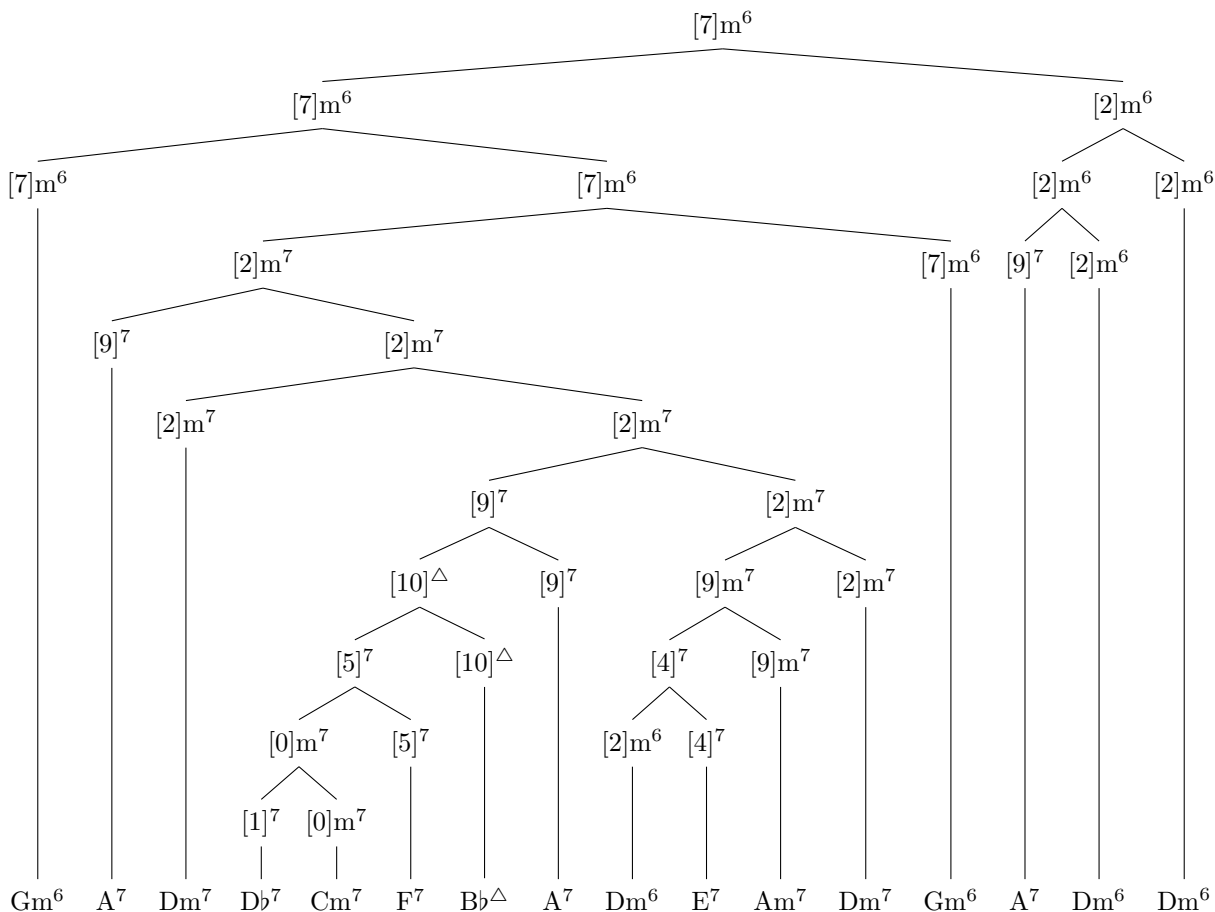 [7]m⁶
[7]m⁶ [2]m⁶
[7]m⁶ [7]m⁶ [2]m⁶ [2]m⁶
[2]m⁷ [7]m⁶ [9]⁷ [2]m⁶
[9]⁷ [2]m⁷
[2]m⁷ [2]m⁷
[9]⁷ [2]m⁷
[10]△ [9]⁷ [9]m⁷ [2]m⁷
[5]⁷ [10]△ [4]⁷ [9]m⁷
[0]m⁷ [5]⁷ [2]m⁶ [4]⁷
[1]⁷ [0]m⁷
Gm⁶ A⁷ Dm⁷ D♭⁷ Cm⁷ F⁷ B♭△ A⁷ Dm⁶ E⁷ Am⁷ Dm⁷ Gm⁶ A⁷ Dm⁶ Dm⁶